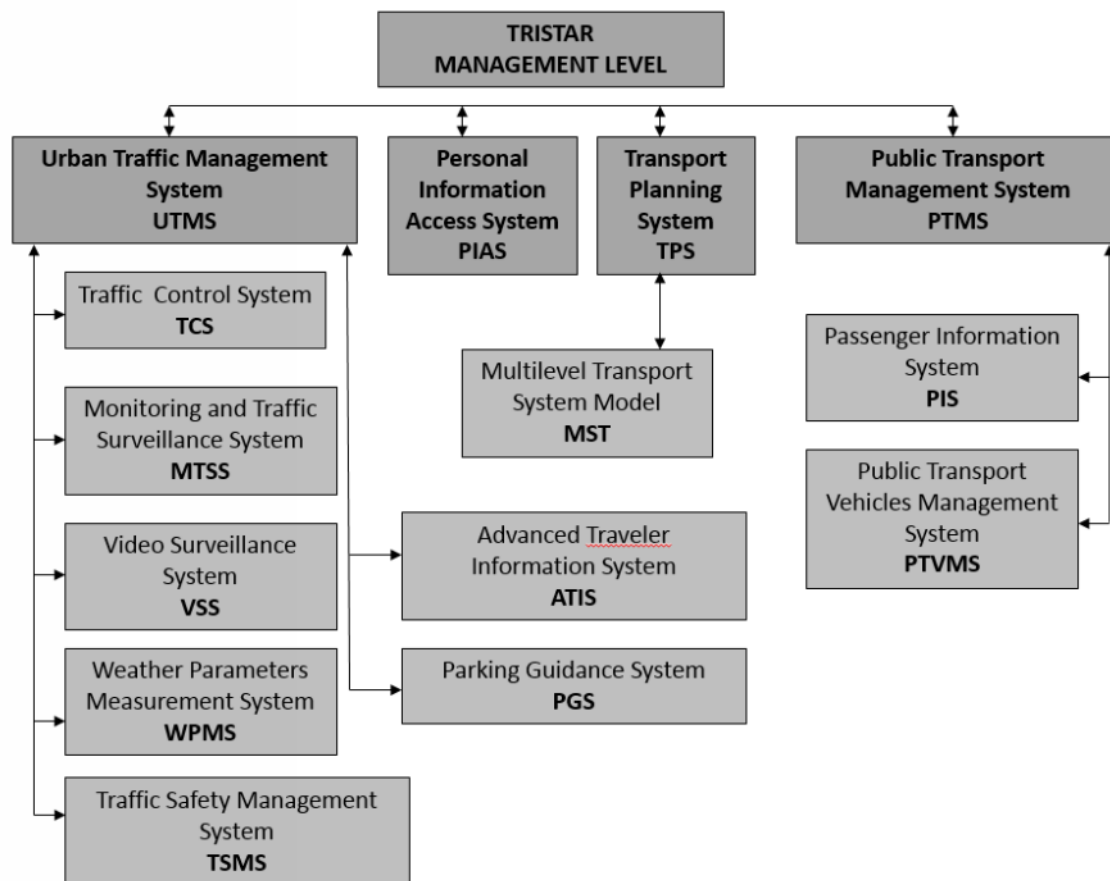 TRISTAR
MANAGEMENT LEVEL
Urban Traffic Management
System
UTMS
Personal
Information
Access System
PIAS
Transport
Planning
System
TPS
Public Transport
Management System
PTMS
Traffic Control System
TCS
Monitoring and Traffic
Surveillance System
MTSS
Video Surveillance
System
VSS
Weather Parameters
Measurement System
WPMS
Traffic Safety Management
System
TSMS
Multilevel Transport
System Model
MST
Advanced Traveler
Information System
ATIS
Parking Guidance System
PGS
Passenger Information
System
PIS
Public Transport
Vehicles Management
System
PTVMS